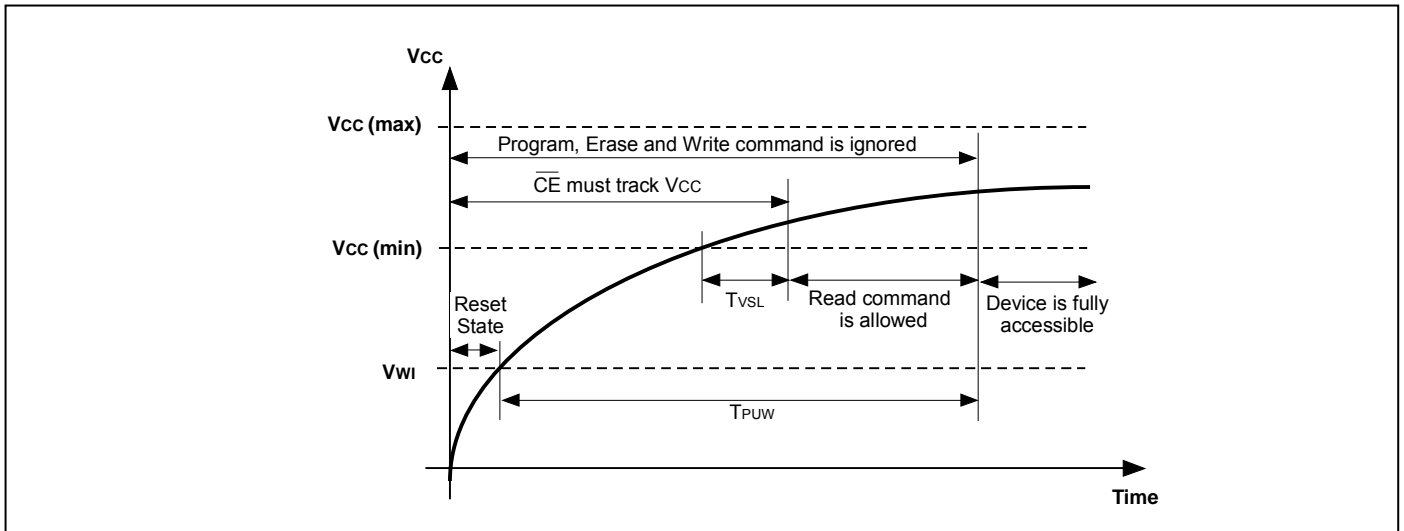 Vcc
Vcc (max)
Program, Erase and Write command is ignored
C̅E̅ must track Vcc
Vcc (min)
TVSL
Read command
is allowed
Device is fully
accessible
Reset
State
VWI
TPUW
Time